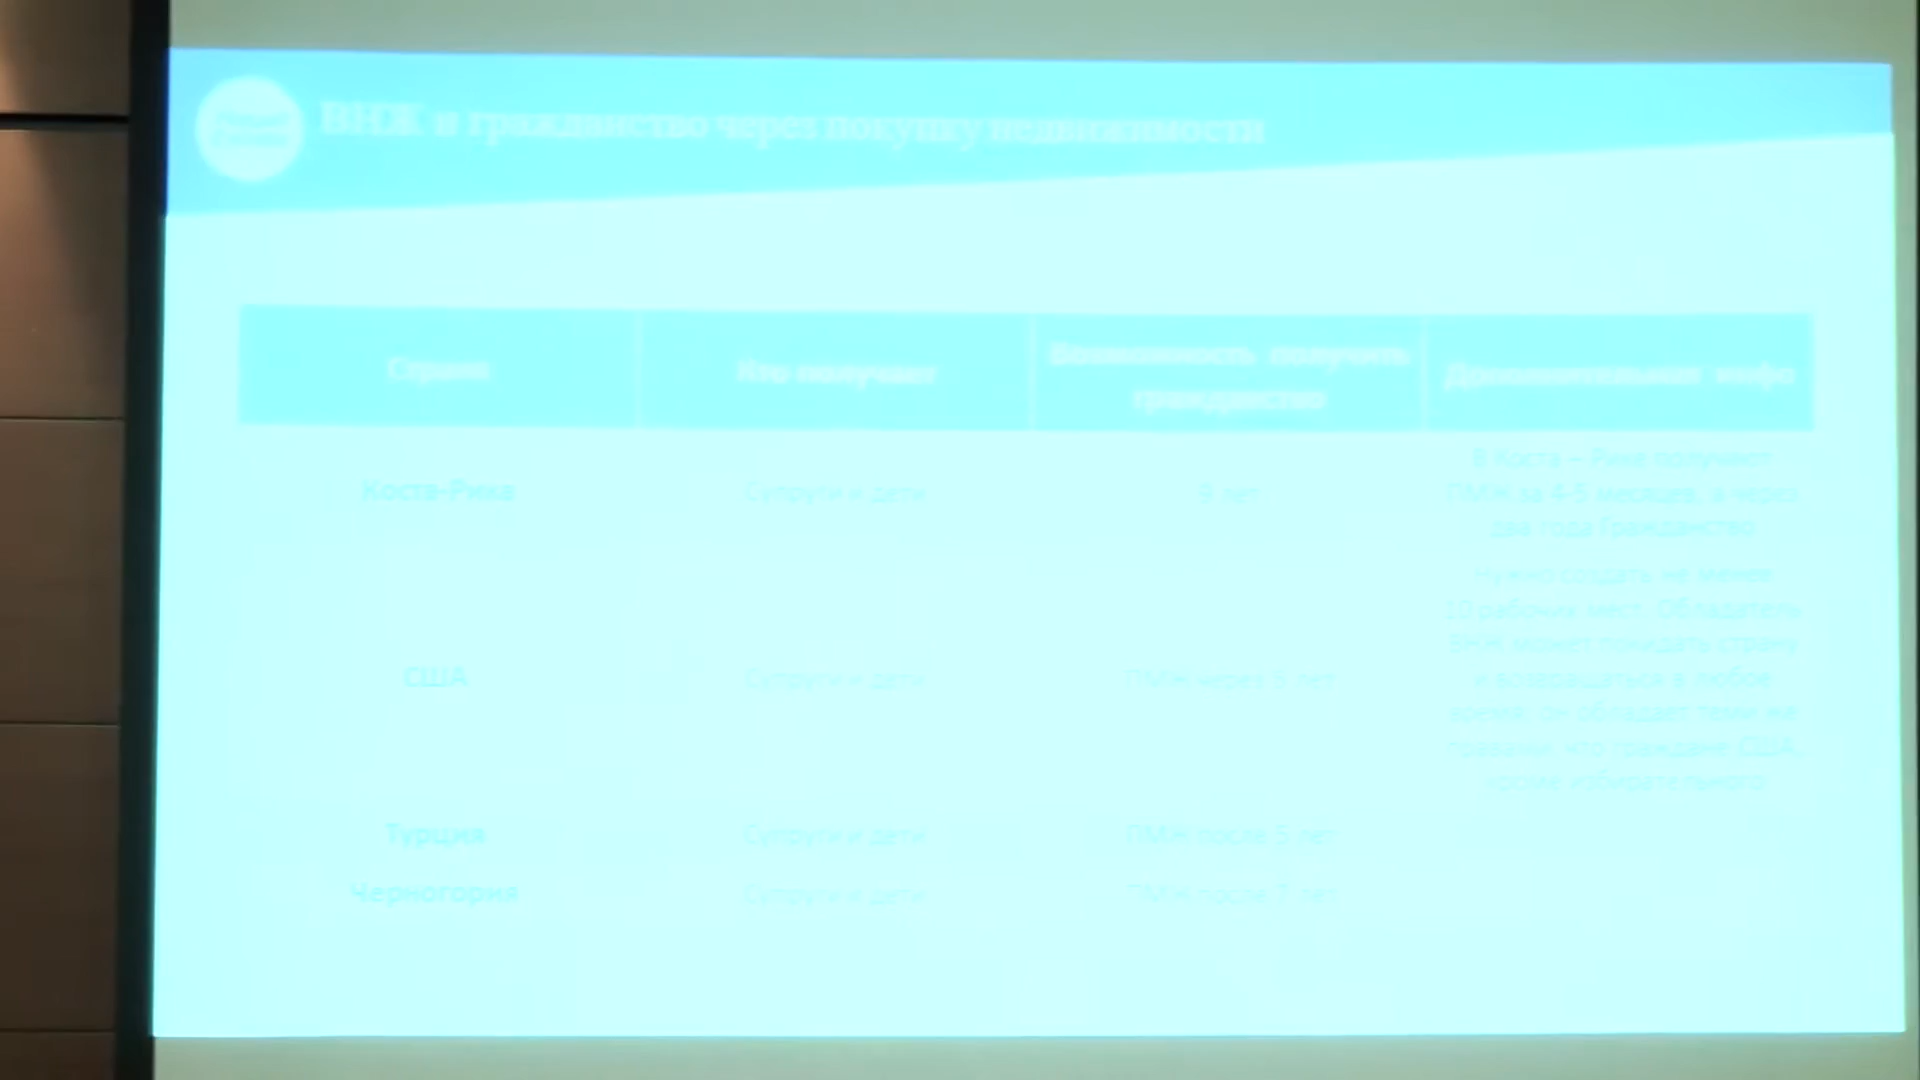 ВНЖ и гражданство через покупку недвижимости
Страна
Кто получает
Возможность получить
гражданство
Дополнительная инфо
Коста-Рика
Супруги и дети
9 лет
В Коста – Рике получают
ПМЖ за 4-5 месяцев, а через
два года Гражданство
США
Супруги и дети
ПМЖ через 5 лет
Нужно создать не менее
10 рабочих мест. Обладатель
ВНЖ может покидать страну
и возвращаться в любое
время, он обладает теми же
правами что граждане США,
кроме избирательного
Турция
Супруги и дети
ПМЖ после 5 лет
Черногория
Супруги и дети
ПМЖ после 7 лет